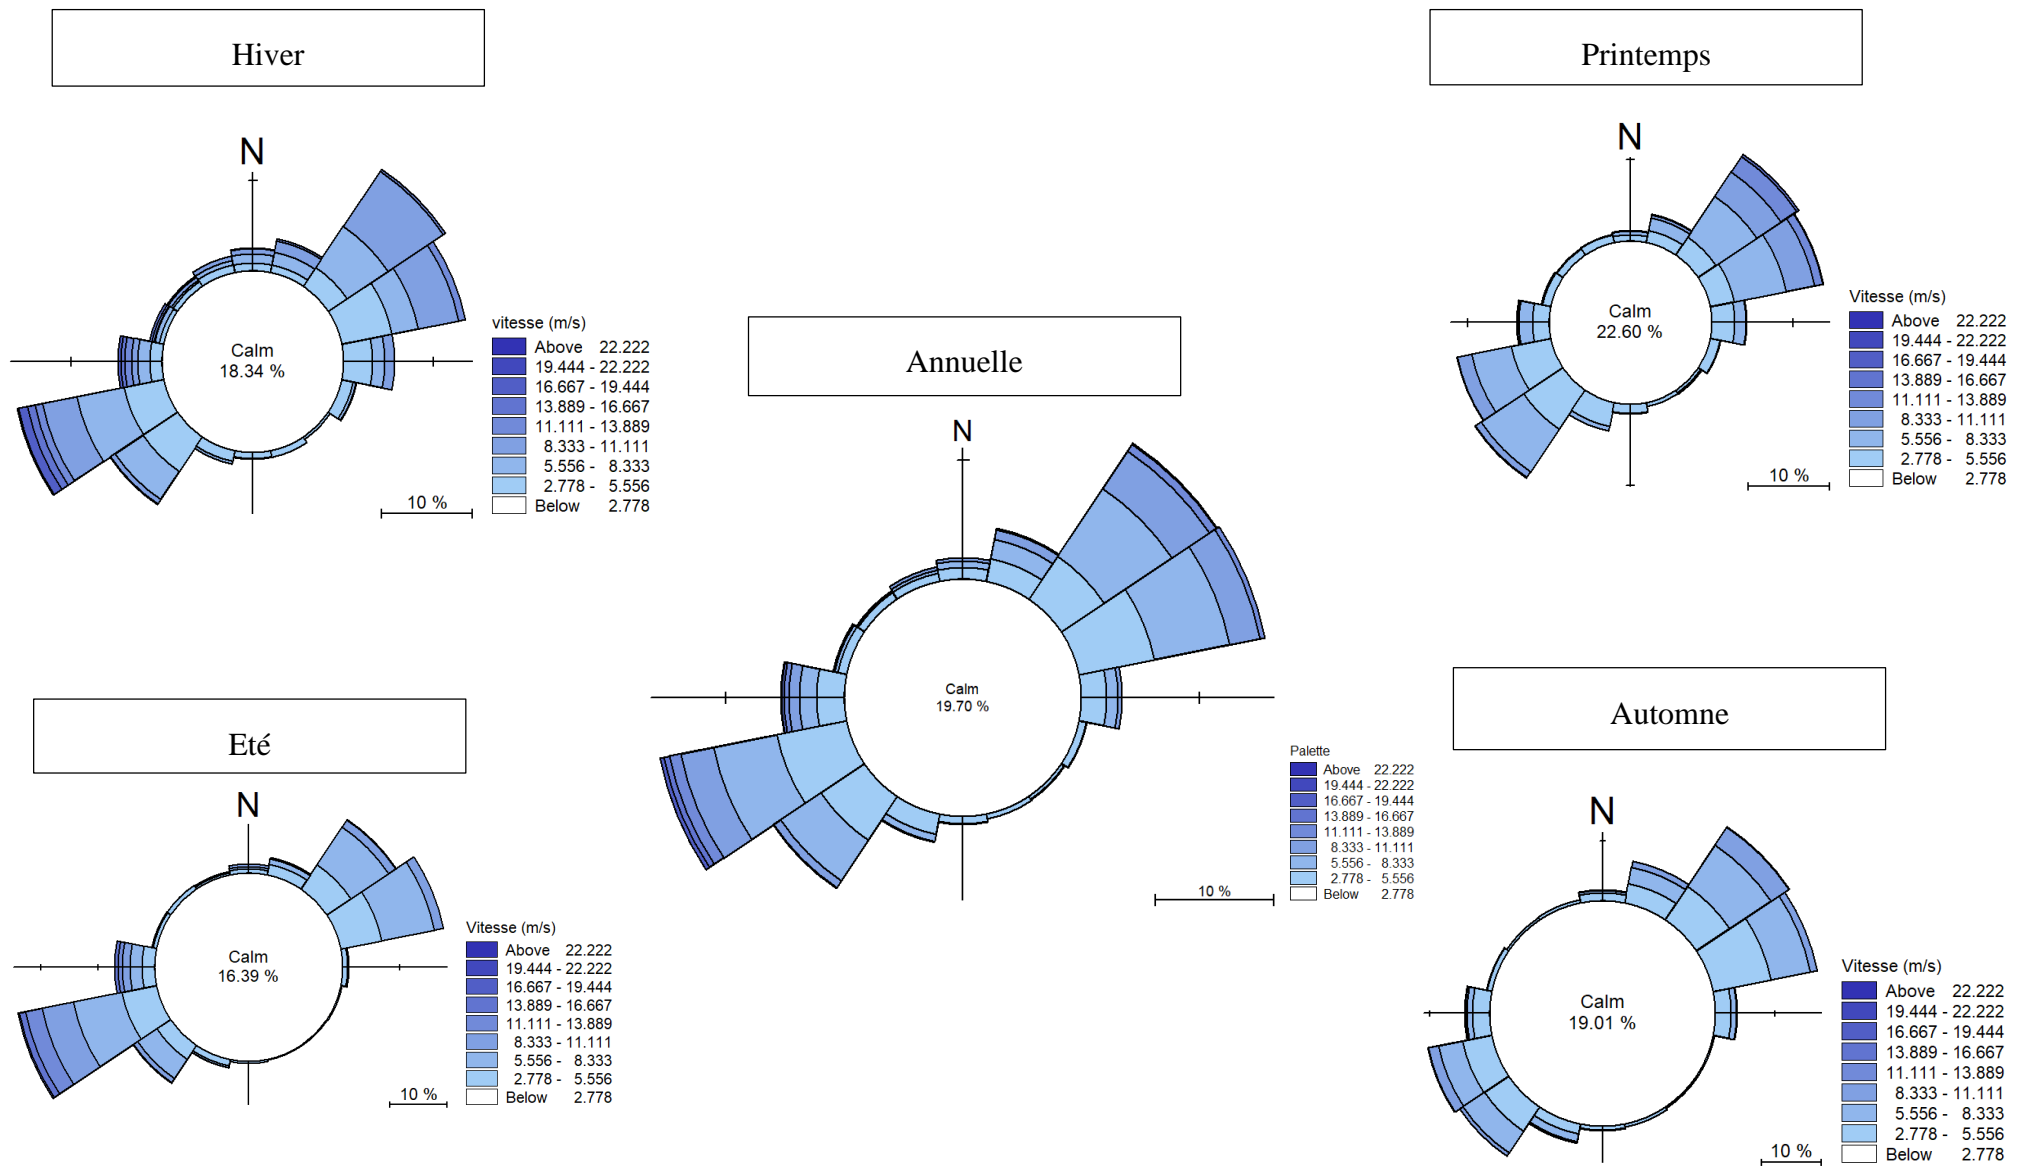 Hiver
N
Calm
18.34 %
vitesse (m/s)
Above 22.222
19.444 - 22.222
16.667 - 19.444
13.889 - 16.667
11.111 - 13.889
8.333 - 11.111
5.556 - 8.333
2.778 - 5.556
Below 2.778
10 %
Printemps
N
Calm
22.60 %
Vitesse (m/s)
Above 22.222
19.444 - 22.222
16.667 - 19.444
13.889 - 16.667
11.111 - 13.889
8.333 - 11.111
5.556 - 8.333
2.778 - 5.556
Below 2.778
10 %
Annuelle
N
Calm
19.70 %
Palette
Above 22.222
19.444 - 22.222
16.667 - 19.444
13.889 - 16.667
11.111 - 13.889
8.333 - 11.111
5.556 - 8.333
2.778 - 5.556
Below 2.778
10 %
Eté
N
Calm
16.39 %
Vitesse (m/s)
Above 22.222
19.444 - 22.222
16.667 - 19.444
13.889 - 16.667
11.111 - 13.889
8.333 - 11.111
5.556 - 8.333
2.778 - 5.556
Below 2.778
10 %
Automne
N
Calm
19.01 %
Vitesse (m/s)
Above 22.222
19.444 - 22.222
16.667 - 19.444
13.889 - 16.667
11.111 - 13.889
8.333 - 11.111
5.556 - 8.333
2.778 - 5.556
Below 2.778
10 %